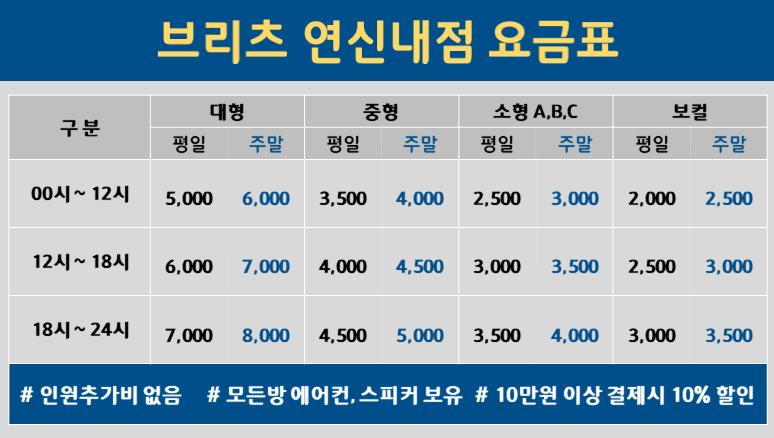 브리츠 연신내점 요금표
구 분 대형 중형 소형 A,B,C 보컬
평일 주말 평일 주말 평일 주말 평일 주말
00시 ~ 12시 5,000 6,000 3,500 4,000 2,500 3,000 2,000 2,500
12시 ~ 18시 6,000 7,000 4,000 4,500 3,000 3,500 2,500 3,000
18시 ~ 24시 7,000 8,000 4,500 5,000 3,500 4,000 3,000 3,500
# 인원추가비 없음 # 모든방 에어컨, 스피커 보유 # 10만원 이상 결제시 10% 할인